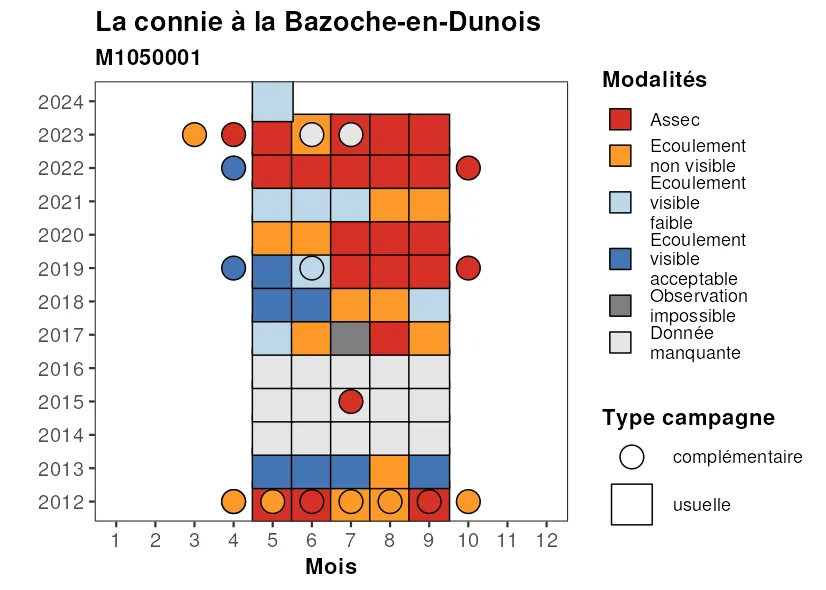 La connie à la Bazoche-en-Dunois
M1050001
2024
2023
2022
2021
2020
2019
2018
2017
2016
2015
2014
2013
2012
1 2 3 4 5 6 7 8 9 10 11 12
Mois
Modalités
Assec
Ecoulement
non visible
Ecoulement
visible
faible
Ecoulement
visible
acceptable
Observation
impossible
Donnée
manquante
Type campagne
complémentaire
usuelle